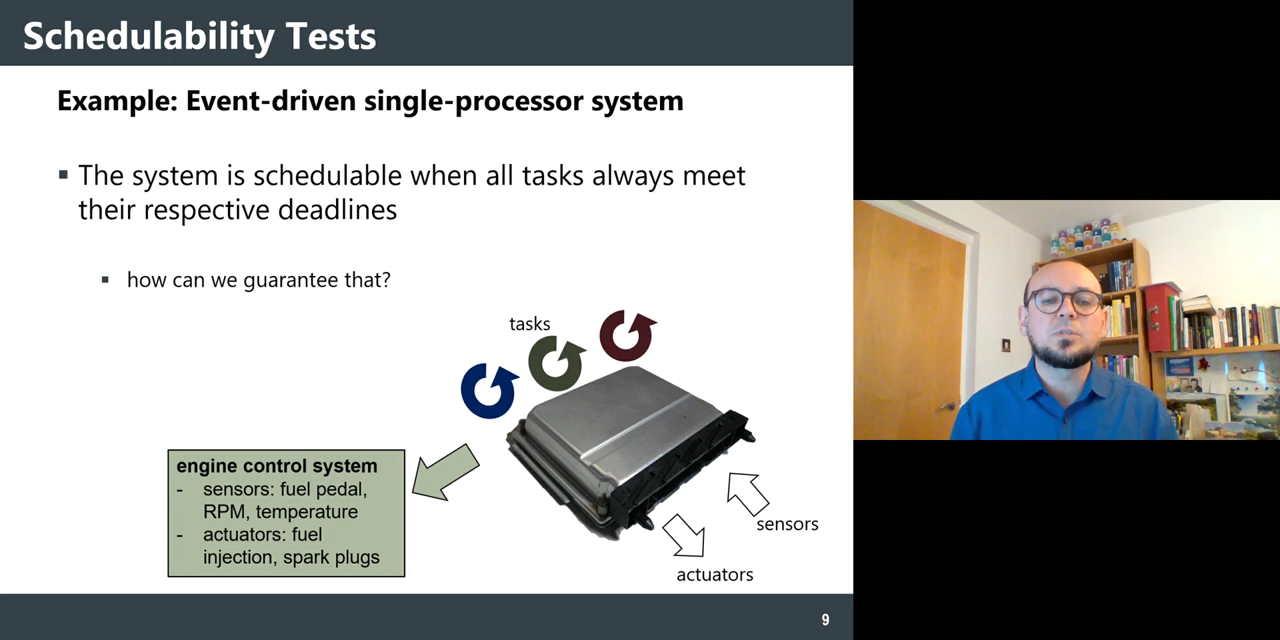 Schedulability Tests
Example: Event-driven single-processor system
▪ The system is schedulable when all tasks always meet
their respective deadlines
▪ how can we guarantee that?
tasks
engine control system
- sensors: fuel pedal,
RPM, temperature
- actuators: fuel
injection, spark plugs
sensors
actuators
9